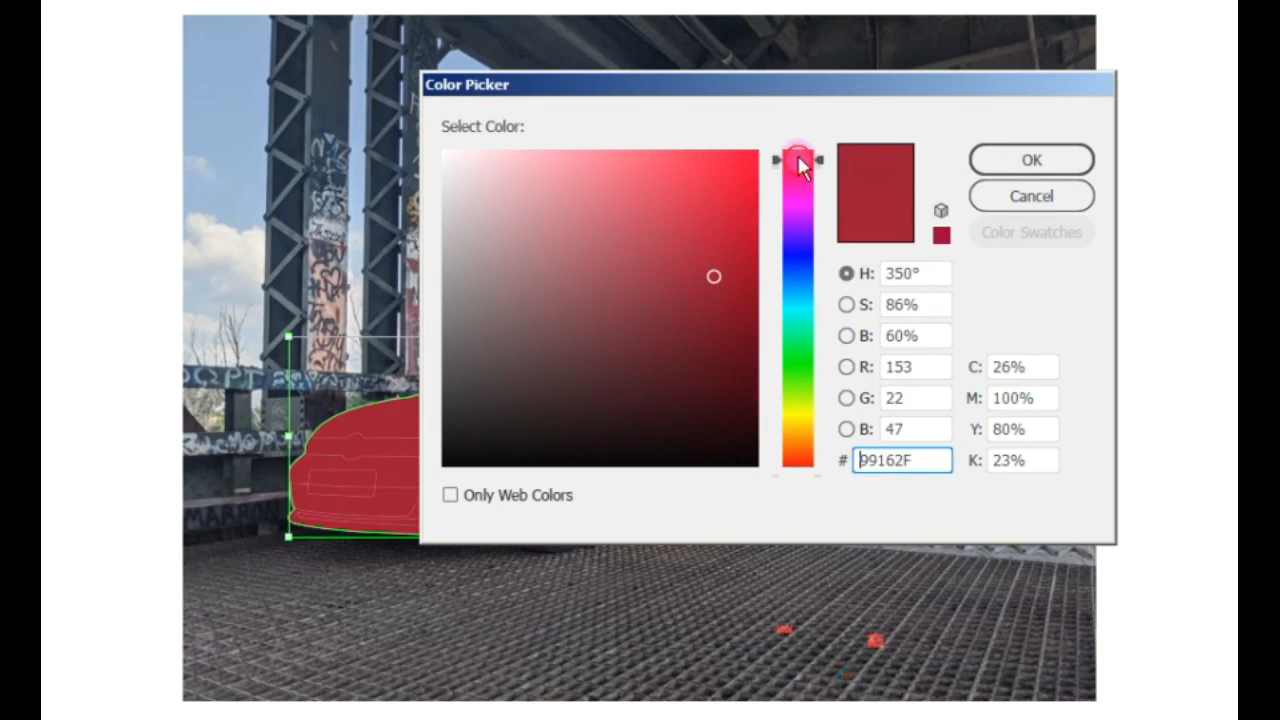 Color Picker
Select Color:
OK
Cancel
Color Swatches
H: 350°
S: 86%
B: 60%
R: 153
C: 26%
G: 22
M: 100%
B: 47
Y: 80%
# 99162F
K: 23%
Only Web Colors